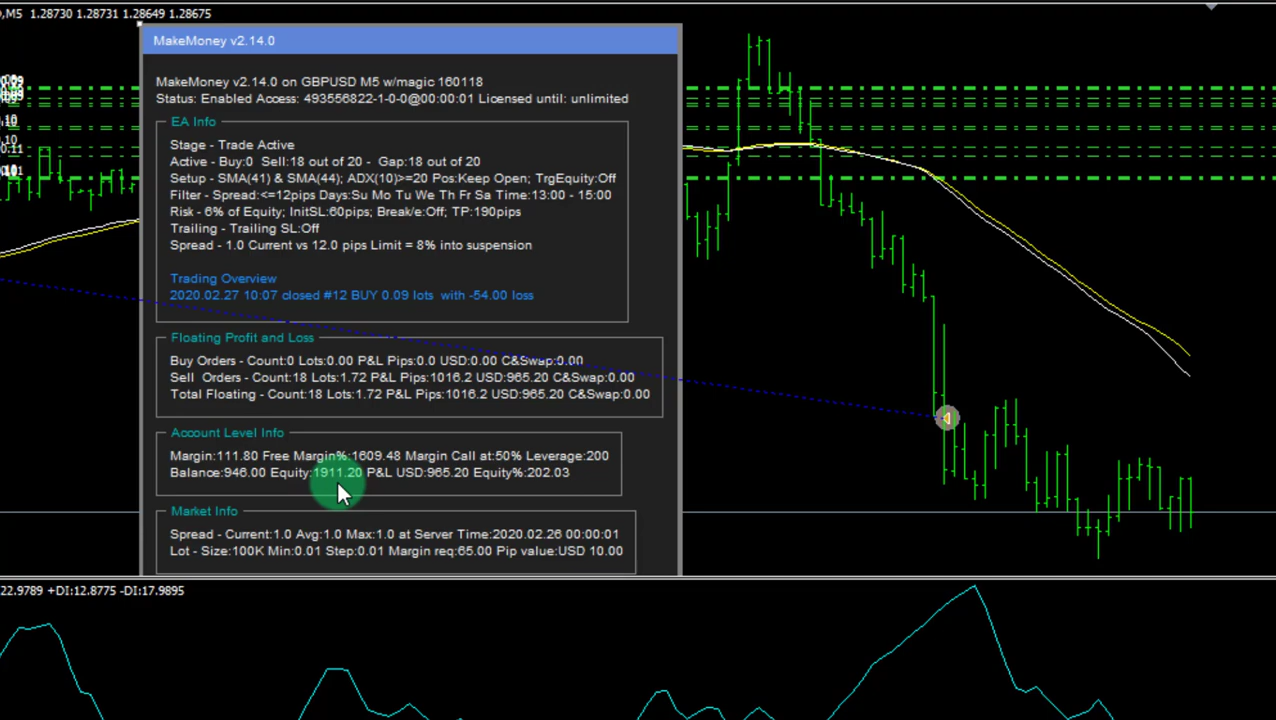 ,M5 1.28730 1.28731 1.28649 1.28675
MakeMoney v2.14.0
MakeMoney v2.14.0 on GBPUSD M5 w/magic 160118
Status: Enabled Access: 493556822-1-0-0@00:00:01 Licensed until: unlimited
EA Info
Stage - Trade Active
Active - Buy:0 Sell:18 out of 20 - Gap:18 out of 20
Setup - SMA(41) & SMA(44); ADX(10)>=20 Pos:Keep Open; TrgEquity:Off
Filter - Spread:<=12pips Days:Su Mo Tu We Th Fr Sa Time:13:00 - 15:00
Risk - 6% of Equity; InitSL:60pips; Break/e:Off; TP:190pips
Trailing - Trailing SL:Off
Spread - 1.0 Current vs 12.0 pips Limit = 8% into suspension
Trading Overview
2020.02.27 10:07 closed #12 BUY 0.09 lots with -54.00 loss
Floating Profit and Loss
Buy Orders - Count:0 Lots:0.00 P&L Pips:0.0 USD:0.00 C&Swap:0.00
Sell Orders - Count:18 Lots:1.72 P&L Pips:1016.2 USD:965.20 C&Swap:0.00
Total Floating - Count:18 Lots:1.72 P&L Pips:1016.2 USD:965.20 C&Swap:0.00
Account Level Info
Margin:111.80 Free Margin%:1609.48 Margin Call at:50% Leverage:200
Balance:946.00 Equity:1911.20 P&L USD:965.20 Equity%:202.03
Market Info
Spread - Current:1.0 Avg:1.0 Max:1.0 at Server Time:2020.02.26 00:00:01
Lot - Size:100K Min:0.01 Step:0.01 Margin req:65.00 Pip value:USD 10.00
22.9789 +DI:12.8775 -DI:17.9895